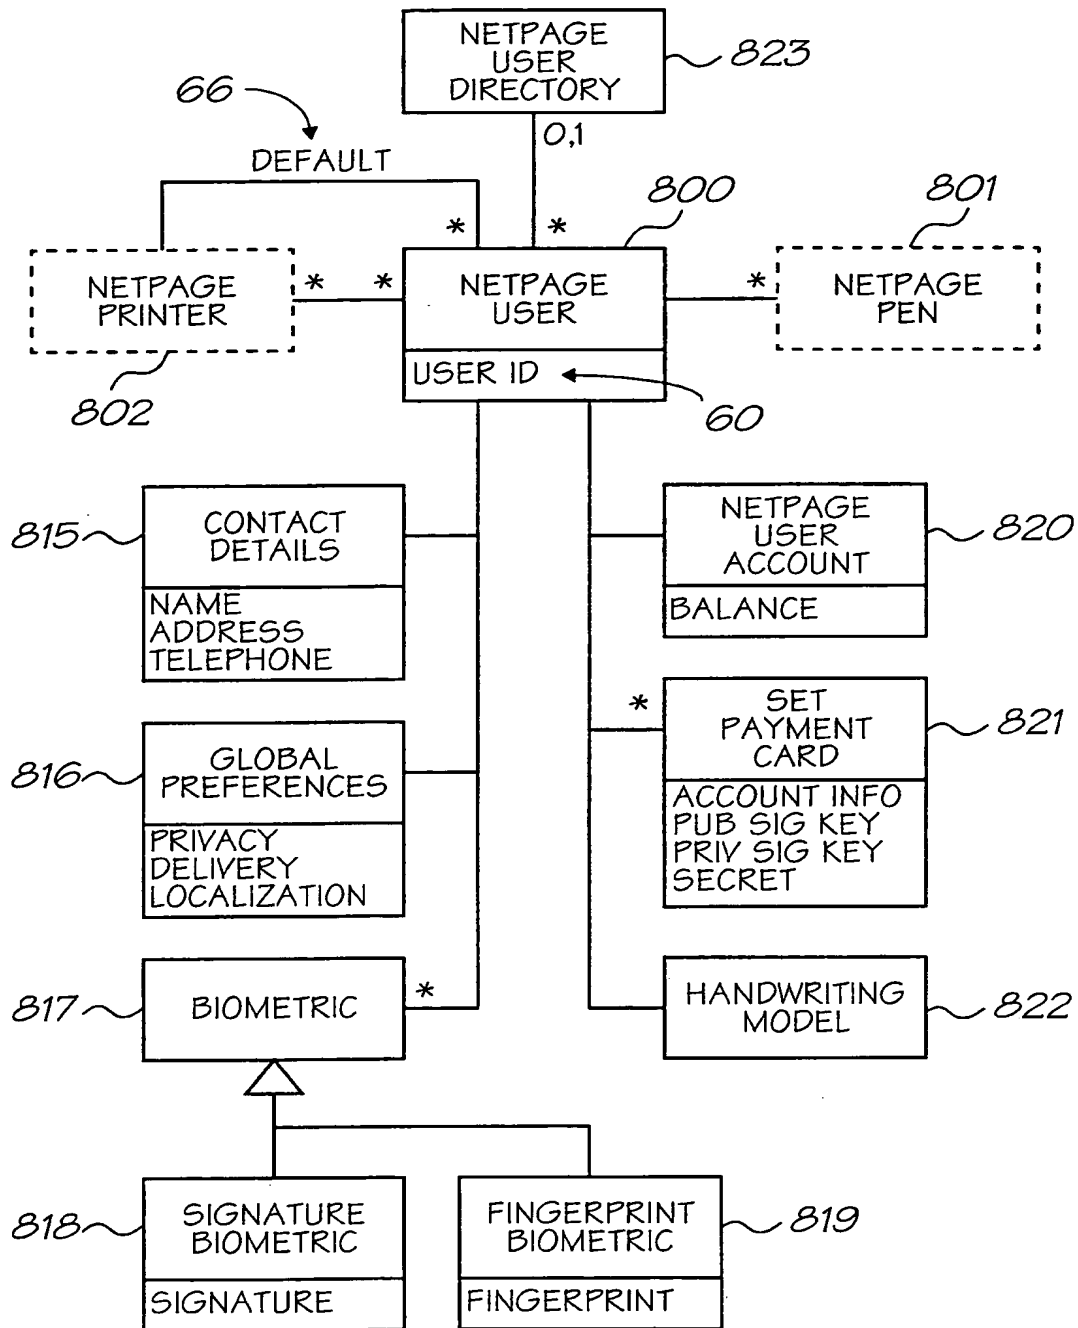 NETPAGE
USER
DIRECTORY
823
66
0,1
DEFAULT
800
801
*
*
NETPAGE
PRINTER
*
*
NETPAGE
USER
*
NETPAGE
PEN
USER ID
802
60
815
CONTACT
DETAILS
NAME
ADDRESS
TELEPHONE
NETPAGE
USER
ACCOUNT
820
BALANCE
816
GLOBAL
PREFERENCES
PRIVACY
DELIVERY
LOCALIZATION
*
SET
PAYMENT
CARD
821
ACCOUNT INFO
PUB SIG KEY
PRIV SIG KEY
SECRET
817
BIOMETRIC
*
HANDWRITING
MODEL
822
818
SIGNATURE
BIOMETRIC
SIGNATURE
FINGERPRINT
BIOMETRIC
819
FINGERPRINT